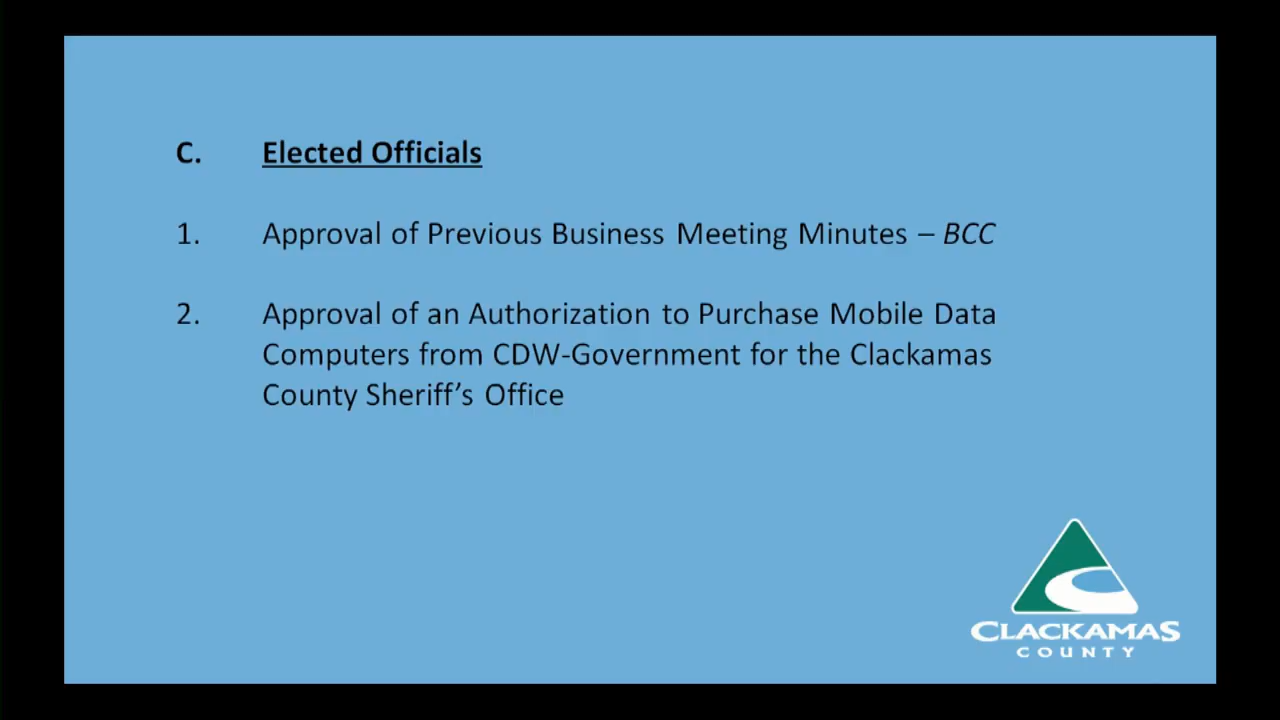 C. Elected Officials
1. Approval of Previous Business Meeting Minutes – BCC
2. Approval of an Authorization to Purchase Mobile Data
Computers from CDW-Government for the Clackamas
County Sheriff’s Office
CLACKAMAS
COUNTY